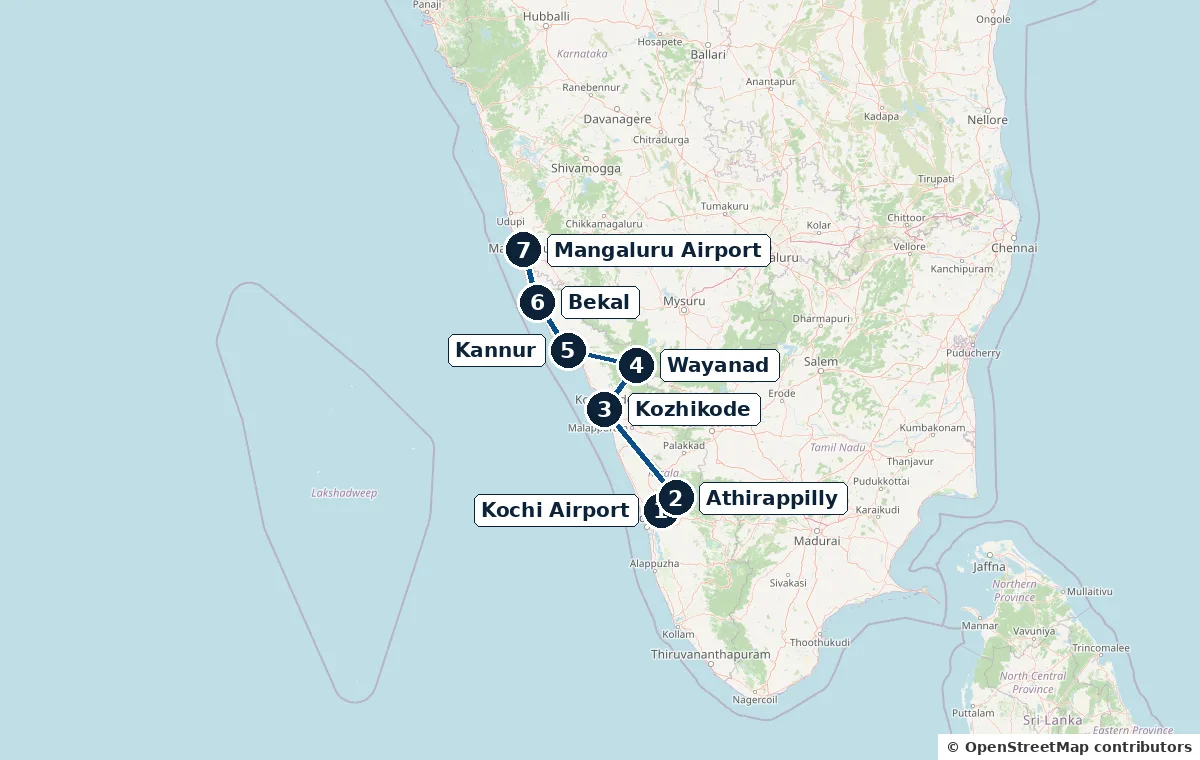 Panaji
Hubballi
Ongole
Hosapete
Karnataka
Ballari
Anantapur
Ranebennur
Kadapa
Davanagere
Nellore
Chitradurga
Shivamogga
Tirupati
Tumakuru
Udupi
Chikkamagaluru
Kolar
Chittoor
Vellore
Chennai
7
Mangaluru Airport
Kanchipuram
6
Bekal
Mysuru
Dharmapuri
Kannur
5
Puducherry
4
Wayanad
Salem
Erode
3
Kozhikode
Kumbakonam
Palakkad
Tamil Nadu
Thanjavur
Pudukkottai
Lakshadweep
2
Athirappilly
Kochi Airport
1
Karaikudi
Madurai
Alappuzha
Jaffna
Sivakasi
Northern
Province
Mullaitivu
Mannar
Kollam
Vavuniya
Thoothukudi
Thiruvananthapuram
Trincomalee
North Central
Province
Nagercoil
Puttalam
Sri Lanka
Eastern Province
© OpenStreetMap contributors